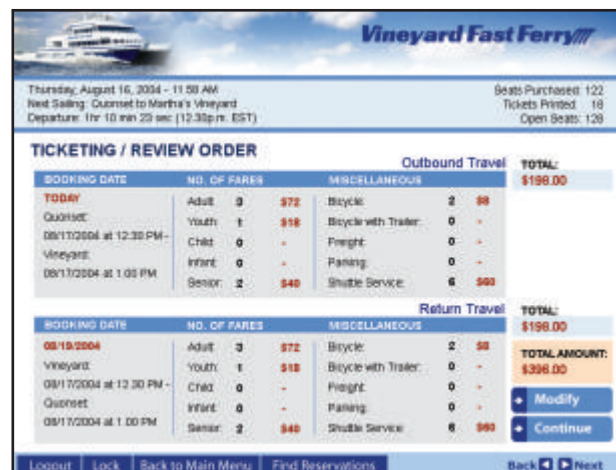 Vineyard Fast Ferry
Thursday, August 16, 2004 - 11:50 AM
Next Sailing: Quonset to Martha's Vineyard
Departure: 1hr 10 min 23 sec (12:30p.m. EST)
Seats Purchased: 122
Tickets Printed: 16
Open Seats: 128
TICKETING / REVIEW ORDER
Outbound Travel
TOTAL:
$198.00
BOOKING DATE NO. OF FARES MISCELLANEOUS
TODAY Adult 3 $72 Bicycle: 2 $8
Quonset: Youth: 1 $18 Bicycle with Trailer: 0 -
08/17/2004 at 12:30 PM - Child: 0 - Freight: 0 -
Vineyard: Infant: 0 - Parking: 0 -
08/17/2004 at 1:00 PM Senior: 2 $40 Shuttle Service: 6 $60
Return Travel
TOTAL:
$198.00
BOOKING DATE NO. OF FARES MISCELLANEOUS
08/19/2004 Adult: 3 $72 Bicycle: 2 $8
Vineyard: Youth: 1 $18 Bicycle with Trailer: 0 -
08/17/2004 at 12:30 PM - Child: 0 - Freight: 0 -
Quonset: Infant: 0 - Parking: 0 -
08/17/2004 at 1:00 PM Senior: 2 $40 Shuttle Service: 6 $60
TOTAL AMOUNT:
$396.00
Modify
Continue
Logout Lock Back to Main Menu Find Reservations Back Next